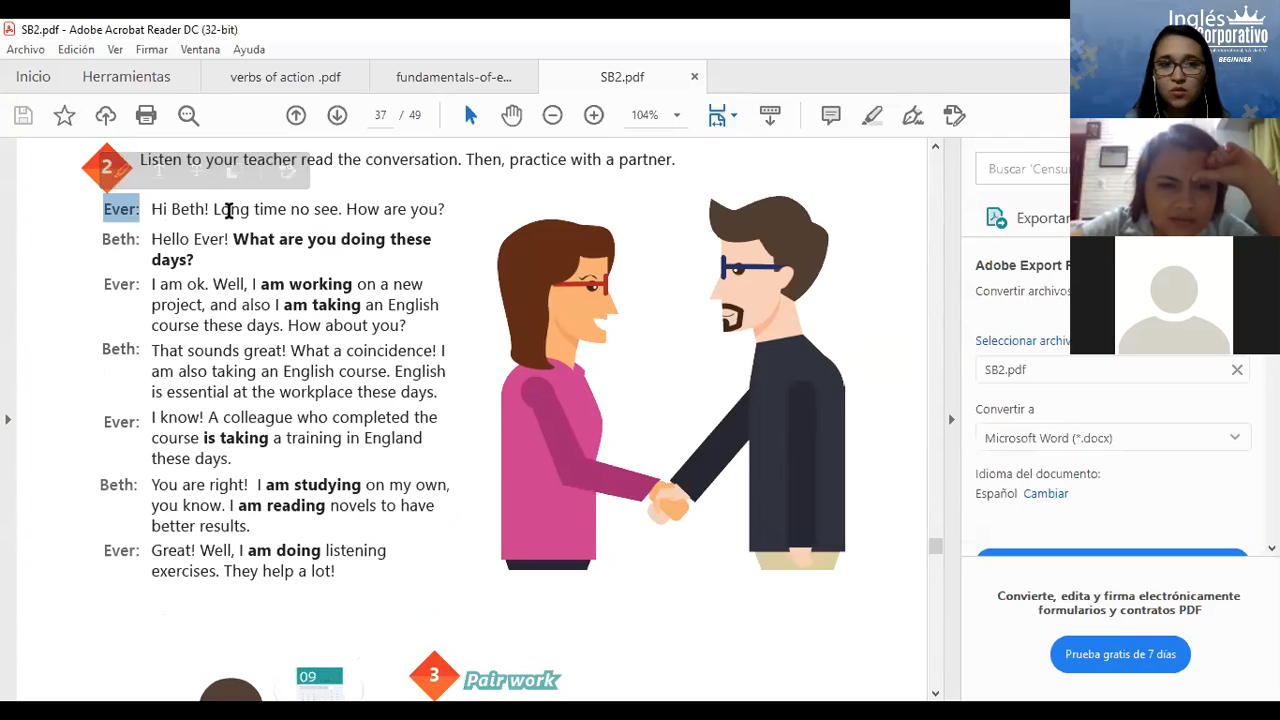 SB2.pdf - Adobe Acrobat Reader DC (32-bit)
Archivo Edición Ver Firmar Ventana Ayuda
Inicio Herramientas verbs of action .pdf fundamentals-of-e... SB2.pdf
37 / 49 104%
Inglés
Corporativo
BEGINNER
2 Listen to your teacher read the conversation. Then, practice with a partner.
Ever: Hi Beth! Long time no see. How are you?
Beth: Hello Ever! What are you doing these
days?
Ever: I am ok. Well, I am working on a new
project, and also I am taking an English
course these days. How about you?
Beth: That sounds great! What a coincidence! I
am also taking an English course. English
is essential at the workplace these days.
Ever: I know! A colleague who completed the
course is taking a training in England
these days.
Beth: You are right! I am studying on my own,
you know. I am reading novels to have
better results.
Ever: Great! Well, I am doing listening
exercises. They help a lot!
09
3 Pair work
Buscar 'Censu
Exportar
Adobe Export
Convertir archivos
Seleccionar archi
SB2.pdf
Convertir a
Microsoft Word (*.docx)
Idioma del documento:
Español Cambiar
Convierte, edita y firma electrónicamente
formularios y contratos PDF
Prueba gratis de 7 días